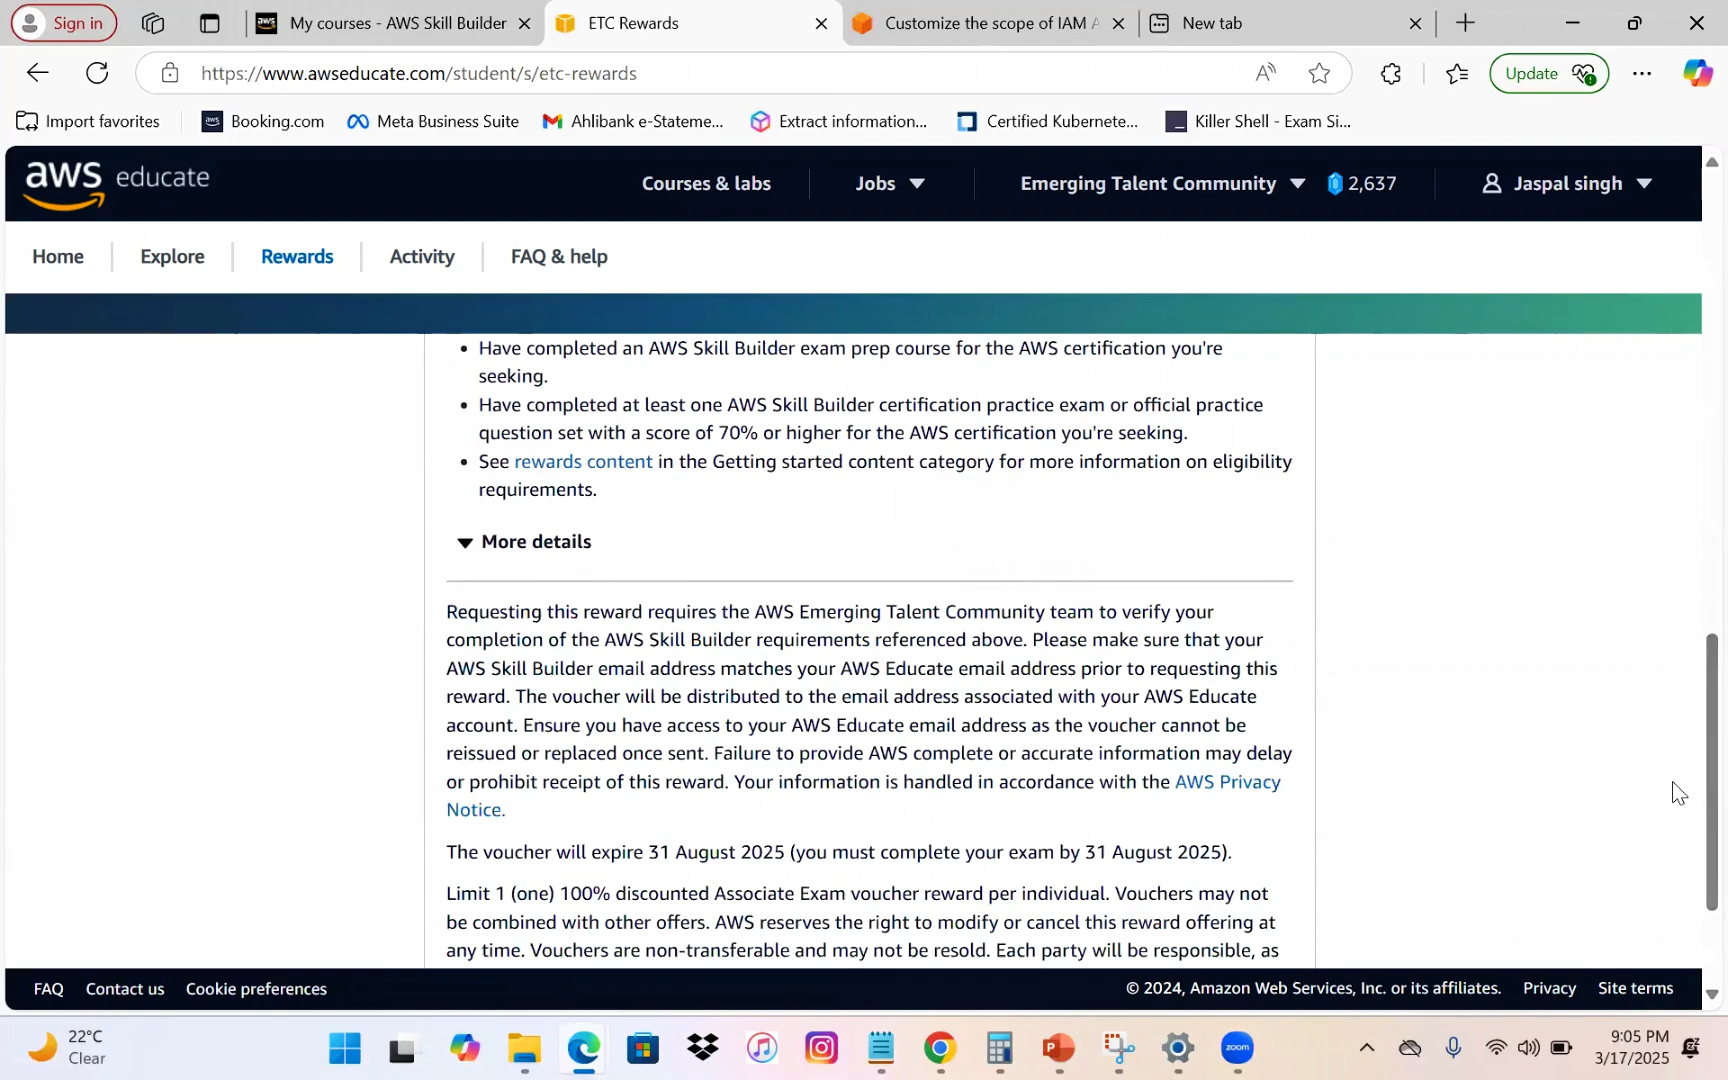 Sign in
My courses - AWS Skill Builder
ETC Rewards
Customize the scope of IAM A
New tab
https://www.awseducate.com/student/s/etc-rewards
Update
Import favorites
aws
Booking.com
Meta Business Suite
Ahlibank e-Stateme...
Extract information...
Certified Kubernete...
Killer Shell - Exam Si...
aws educate
Courses & labs
Jobs
Emerging Talent Community
2,637
Jaspal singh
Home
Explore
Rewards
Activity
FAQ & help
• Have completed an AWS Skill Builder exam prep course for the AWS certification you're
seeking.
• Have completed at least one AWS Skill Builder certification practice exam or official practice
question set with a score of 70% or higher for the AWS certification you're seeking.
• See rewards content in the Getting started content category for more information on eligibility
requirements.
More details
Requesting this reward requires the AWS Emerging Talent Community team to verify your
completion of the AWS Skill Builder requirements referenced above. Please make sure that your
AWS Skill Builder email address matches your AWS Educate email address prior to requesting this
reward. The voucher will be distributed to the email address associated with your AWS Educate
account. Ensure you have access to your AWS Educate email address as the voucher cannot be
reissued or replaced once sent. Failure to provide AWS complete or accurate information may delay
or prohibit receipt of this reward. Your information is handled in accordance with the AWS Privacy
Notice.
The voucher will expire 31 August 2025 (you must complete your exam by 31 August 2025).
Limit 1 (one) 100% discounted Associate Exam voucher reward per individual. Vouchers may not
be combined with other offers. AWS reserves the right to modify or cancel this reward offering at
any time. Vouchers are non-transferable and may not be resold. Each party will be responsible, as
FAQ
Contact us
Cookie preferences
© 2024, Amazon Web Services, Inc. or its affiliates.
Privacy
Site terms
22°C
Clear
zoom
9:05 PM
3/17/2025